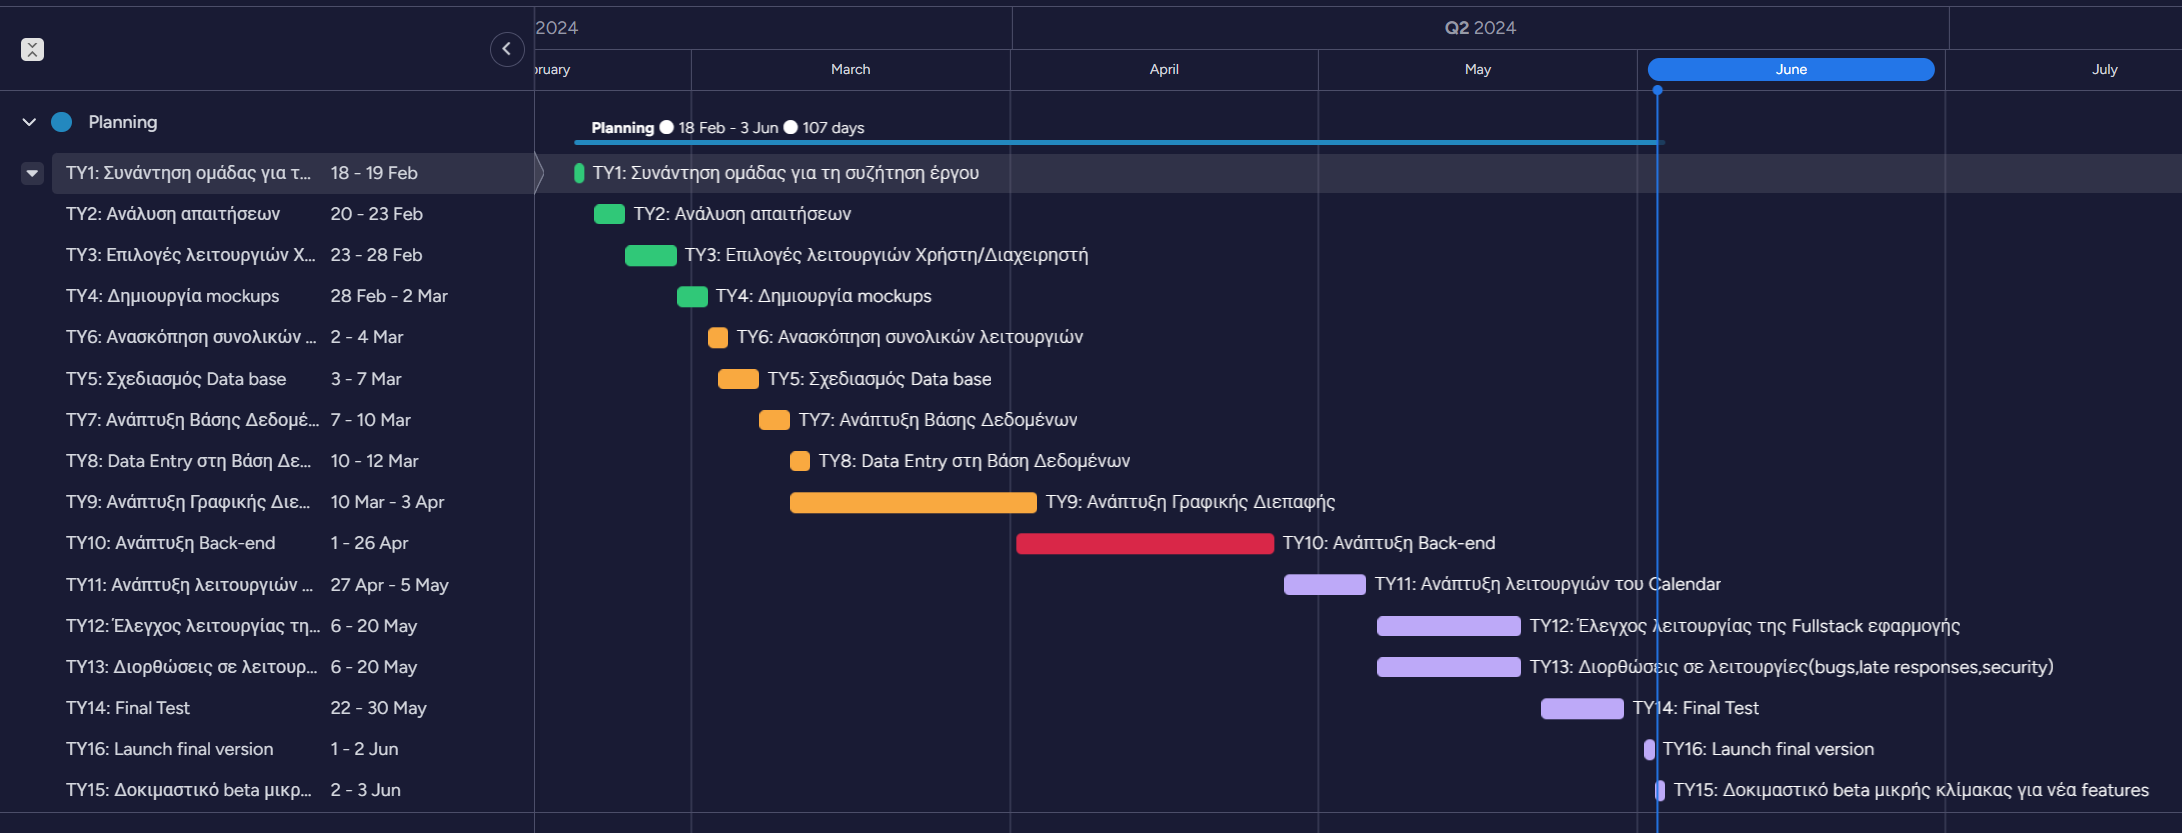 2024
Q2 2024
bruary
March
April
May
June
July
Planning
Planning 18 Feb - 3 Jun 107 days
TY1: Συνάντηση ομάδας για τ... 18 - 19 Feb
TY1: Συνάντηση ομάδας για τη συζήτηση έργου
TY2: Ανάλυση απαιτήσεων 20 - 23 Feb
TY2: Ανάλυση απαιτήσεων
TY3: Επιλογές λειτουργιών Χ... 23 - 28 Feb
TY3: Επιλογές λειτουργιών Χρήστη/Διαχειρηστή
TY4: Δημιουργία mockups 28 Feb - 2 Mar
TY4: Δημιουργία mockups
TY6: Ανασκόπηση συνολικών ... 2 - 4 Mar
TY6: Ανασκόπηση συνολικών λειτουργιών
TY5: Σχεδιασμός Data base 3 - 7 Mar
TY5: Σχεδιασμός Data base
TY7: Ανάπτυξη Βάσης Δεδομέ... 7 - 10 Mar
TY7: Ανάπτυξη Βάσης Δεδομένων
TY8: Data Entry στη Βάση Δε... 10 - 12 Mar
TY8: Data Entry στη Βάση Δεδομένων
TY9: Ανάπτυξη Γραφικής Διε... 10 Mar - 3 Apr
TY9: Ανάπτυξη Γραφικής Διεπαφής
TY10: Ανάπτυξη Back-end 1 - 26 Apr
TY10: Ανάπτυξη Back-end
TY11: Ανάπτυξη λειτουργιών ... 27 Apr - 5 May
TY11: Ανάπτυξη λειτουργιών του Calendar
TY12: Έλεγχος λειτουργίας τη... 6 - 20 May
TY12: Έλεγχος λειτουργίας της Fullstack εφαρμογής
TY13: Διορθώσεις σε λειτουρ... 6 - 20 May
TY13: Διορθώσεις σε λειτουργίες(bugs,late responses,security)
TY14: Final Test 22 - 30 May
TY14: Final Test
TY16: Launch final version 1 - 2 Jun
TY16: Launch final version
TY15: Δοκιμαστικό beta μικρ... 2 - 3 Jun
TY15: Δοκιμαστικό beta μικρής κλίμακας για νέα features